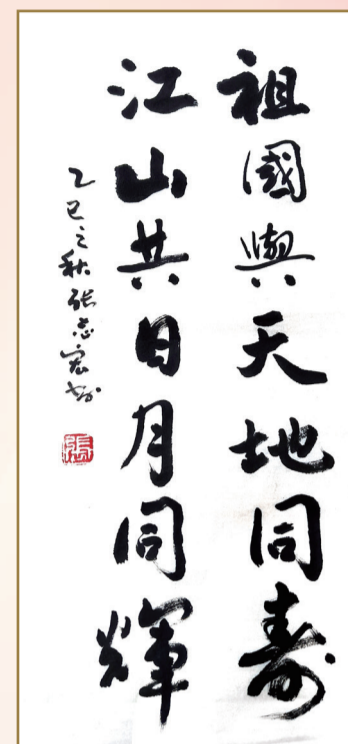 祖國與天地同壽
江山共日月同輝
乙巳之秋張志宏書
張